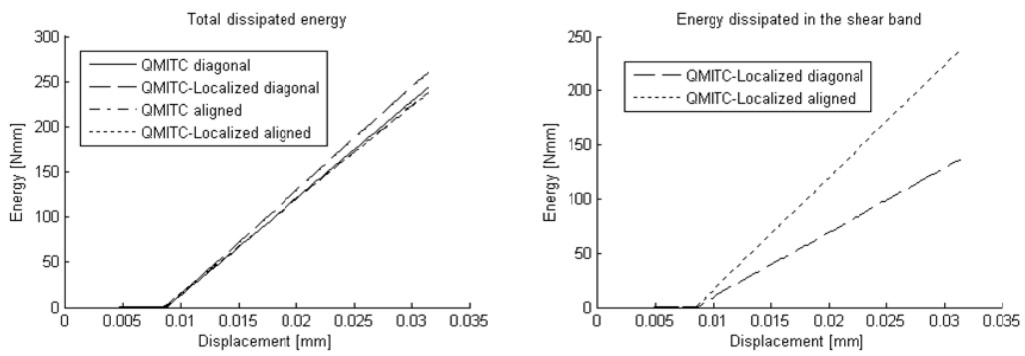 Total dissipated energy
300
250
200
150
100
50
0
Energy [Nmm]
QMITC diagonal
QMITC-Localized diagonal
QMITC aligned
QMITC-Localized aligned
0 0.005 0.01 0.015 0.02 0.025 0.03 0.035
Displacement [mm]
Energy dissipated in the shear band
250
200
150
100
50
0
Energy [Nmm]
QMITC-Localized diagonal
QMITC-Localized aligned
0 0.005 0.01 0.015 0.02 0.025 0.03 0.035
Displacement [mm]